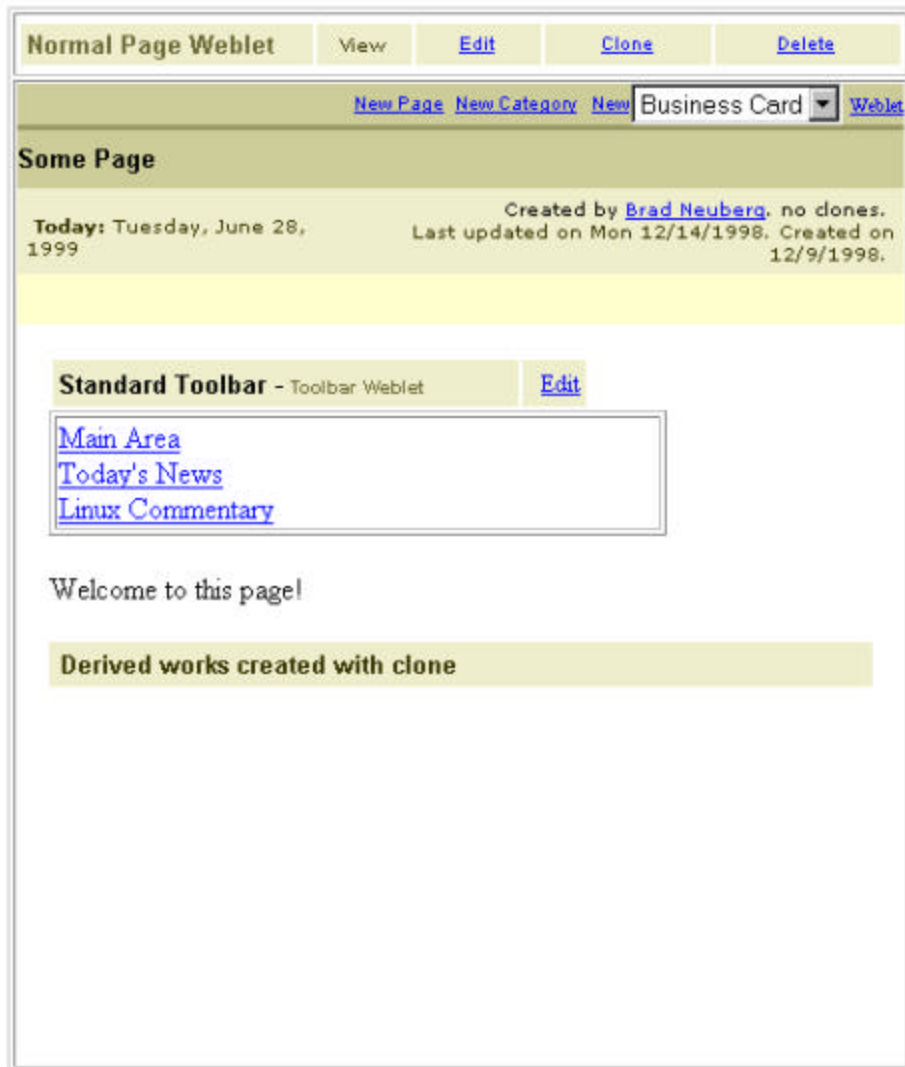 Normal Page Weblet View Edit Clone Delete
New Page New Category New Business Card Weblet
Some Page
Today: Tuesday, June 28,
1999
Created by Brad Neuberg. no clones.
Last updated on Mon 12/14/1998. Created on
12/9/1998.
Standard Toolbar - Toolbar Weblet Edit
Main Area
Today's News
Linux Commentary
Welcome to this page!
Derived works created with clone